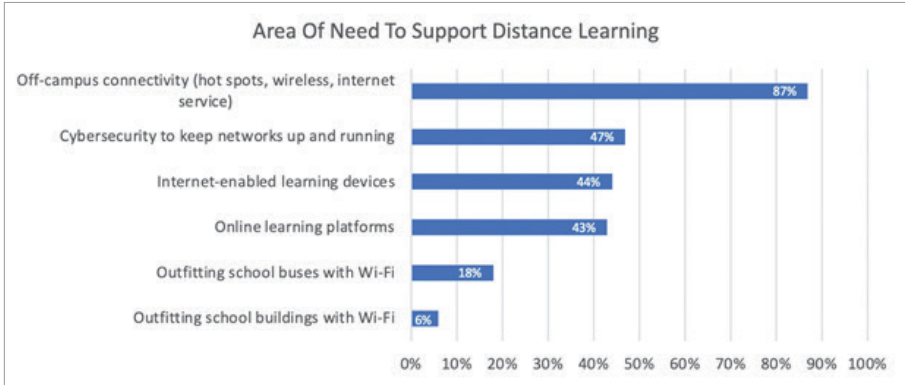 Area Of Need To Support Distance Learning
Off-campus connectivity (hot spots, wireless, internet
service)
87%
Cybersecurity to keep networks up and running
47%
Internet-enabled learning devices
44%
Online learning platforms
43%
Outfitting school buses with Wi-Fi
18%
Outfitting school buildings with Wi-Fi
6%
0% 10% 20% 30% 40% 50% 60% 70% 80% 90% 100%